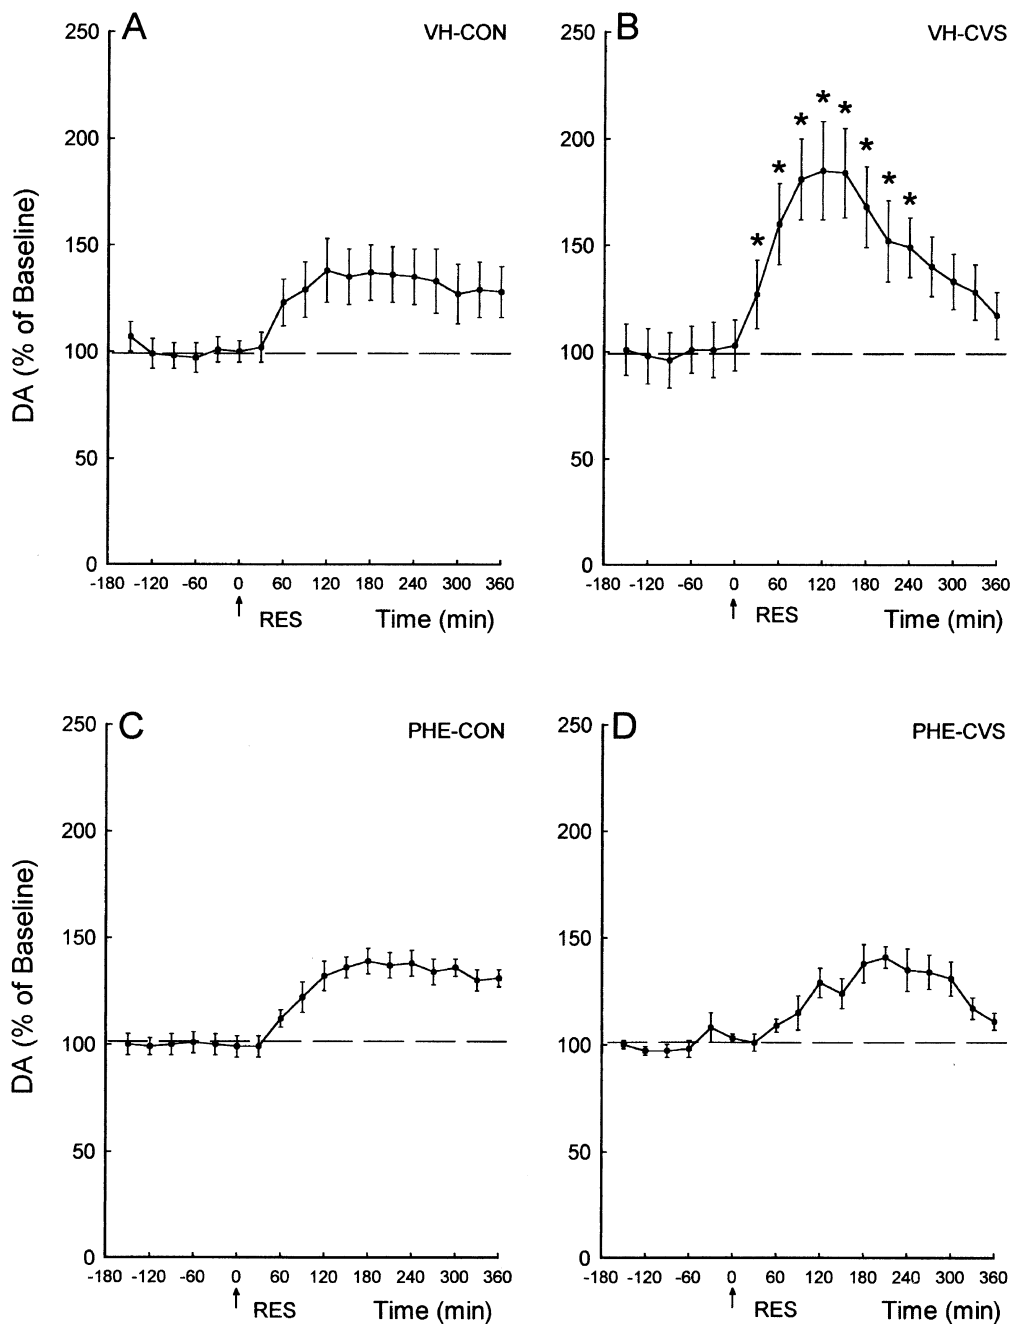 A VH-CON
250
200
150
100
50
0
DA (% of Baseline)
-180 -120 -60 0 60 120 180 240 300 360
RES Time (min)
B VH-CVS
250
200
150
100
50
0
* * * * * * * *
-180 -120 -60 0 60 120 180 240 300 360
RES Time (min)
C PHE-CON
250
200
150
100
50
0
DA (% of Baseline)
-180 -120 -60 0 60 120 180 240 300 360
RES Time (min)
D PHE-CVS
250
200
150
100
50
0
-180 -120 -60 0 60 120 180 240 300 360
RES Time (min)